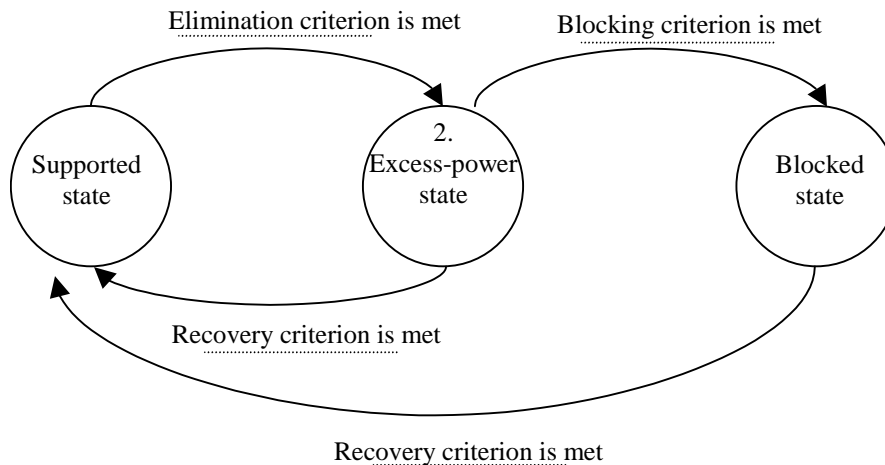 Elimination criterion is met
Blocking criterion is met
Supported
state
2.
Excess-power
state
Blocked
state
Recovery criterion is met
Recovery criterion is met